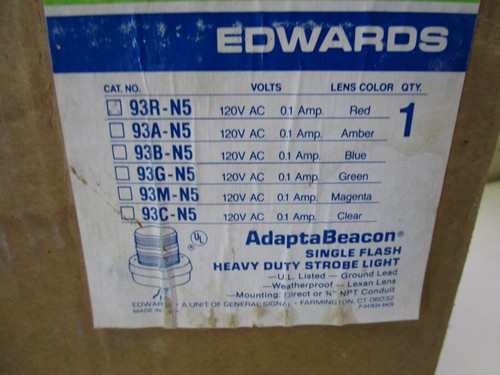 EDWARDS
CAT. NO. VOLTS LENS COLOR QTY.
93R-N5 120V AC 0.1 Amp. Red 1
93A-N5 120V AC 0.1 Amp. Amber
93B-N5 120V AC 0.1 Amp. Blue
93G-N5 120V AC 0.1 Amp. Green
93M-N5 120V AC 0.1 Amp. Magenta
93C-N5 120V AC 0.1 Amp. Clear
UL AdaptaBeacon®
SINGLE FLASH
HEAVY DUTY STROBE LIGHT
—U.L. Listed — Ground Lead
—Weatherproof — Lexan Lens
—Mounting: Direct or ¾" NPT Conduit
EDWARDS • A UNIT OF GENERAL SIGNAL • FARMINGTON, CT 06032
MADE IN